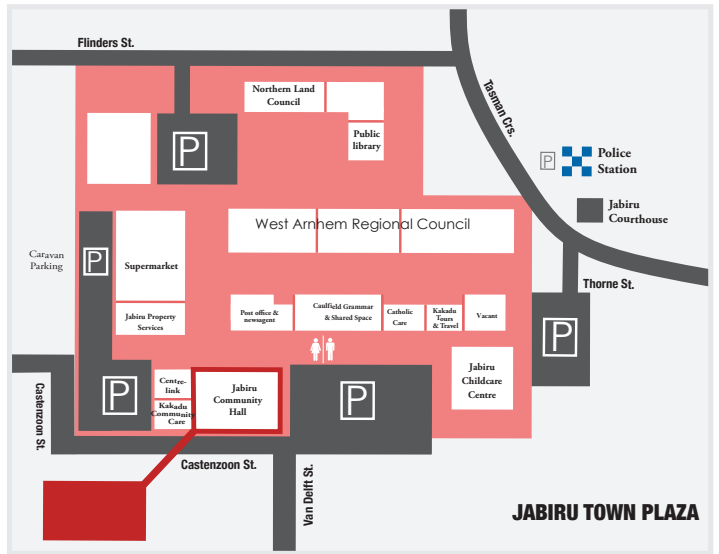 Flinders St.
Tasman Crs.
Northern Land
Council
Public
library
P
P
Police
Station
Jabiru
Courthouse
West Arnhem Regional Council
Caravan
Parking
P
Supermarket
Thorne St.
Jabiru Property
Services
Post office &
newsagent
Caulfield Grammar
& Shared Space
Catholic
Care
Kakadu
Tours
& Travel
Vacant
P
Jabiru
Childcare
Centre
Castenzoon St.
P
Centre-
link
Kakadu
Community
Care
Jabiru
Community
Hall
P
Castenzoon St.
Van Delft St.
JABIRU TOWN PLAZA